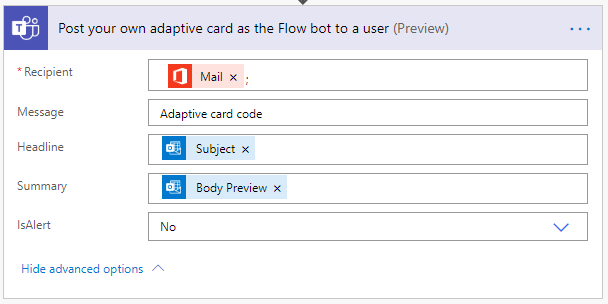 Post your own adaptive card as the Flow bot to a user (Preview) ...
* Recipient Mail × ;
Message Adaptive card code
Headline Subject ×
Summary Body Preview ×
IsAlert No
Hide advanced options